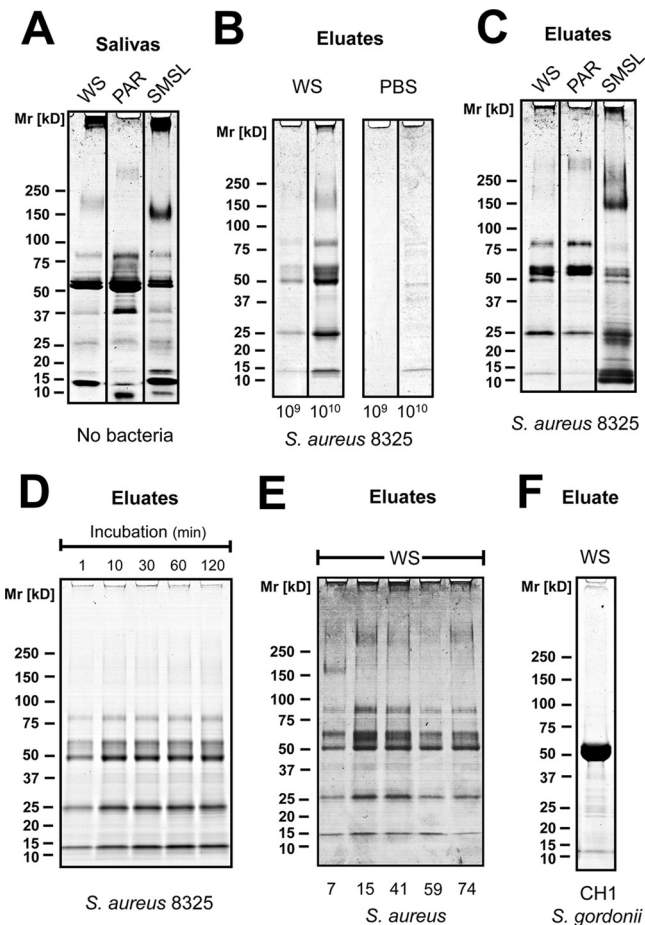 A
Salivas
WS PAR SMSL
Mr [kD]
250
150
100
75
50
37
25
20
15
10
No bacteria
B
Eluates
WS PBS
Mr [kD]
250
150
100
75
50
37
25
20
15
10
10⁹ 10¹⁰ 10⁹ 10¹⁰
S. aureus 8325
C
Eluates
WS PAR SMSL
Mr [kD]
250
150
100
75
50
37
25
20
15
10
S. aureus 8325
D
Eluates
Incubation (min)
1 10 30 60 120
Mr [kD]
250
150
100
75
50
37
25
20
15
10
S. aureus 8325
E
Eluates
WS
Mr [kD]
250
150
100
75
50
37
25
20
15
10
7 15 41 59 74
S. aureus
F
Eluate
WS
Mr [kD]
250
150
100
75
50
37
25
20
15
10
CH1
S. gordonii